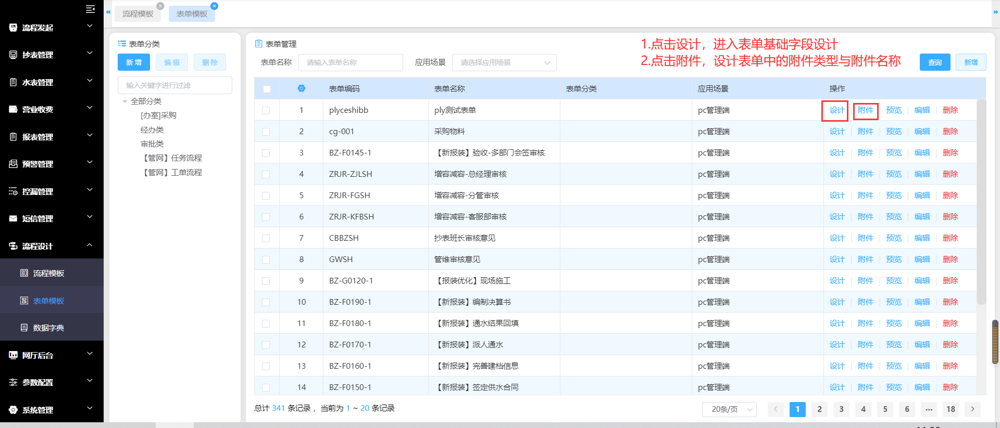 流程模板
表单模板
流程发起
抄表管理
水表管理
营业收费
报表管理
预警管理
控漏管理
短信管理
流程设计
流程模板
表单模板
数据字典
网厅后台
参数配置
系统管理
表单分类
新增 编辑 删除
输入关键字进行过滤
全部分类
[办室]采购
经办类
审批类
【管网】任务流程
【管网】工单流程
表单管理
1.点击设计，进入表单基础字段设计
2.点击附件，设计表单中的附件类型与附件名称
表单名称 请输入表单名称 应用场景 请选择应用场景 查询 新增
表单编码 表单名称 表单分类 应用场景 操作
1 plyceshibb ply测试表单 pc管理端 设计 附件 预览 编辑 删除
2 cg-001 采购物料 pc管理端 设计 附件 预览 编辑 删除
3 BZ-F0145-1 【新报装】验收-多部门会签审核 pc管理端 设计 附件 预览 编辑 删除
4 ZRJR-ZJLSH 增容减容-总经理审核 pc管理端 设计 附件 预览 编辑 删除
5 ZRJR-FGSH 增容减容-分管审核 pc管理端 设计 附件 预览 编辑 删除
6 ZRJR-KFBSH 增容减容-客服部审核 pc管理端 设计 附件 预览 编辑 删除
7 CBBZSH 抄表班长审核意见 pc管理端 设计 附件 预览 编辑 删除
8 GWSH 管维审核意见 pc管理端 设计 附件 预览 编辑 删除
9 BZ-G0120-1 【报装优化】现场施工 pc管理端 设计 附件 预览 编辑 删除
10 BZ-F0190-1 【新报装】编制决算书 pc管理端 设计 附件 预览 编辑 删除
11 BZ-F0180-1 【新报装】通水结果回填 pc管理端 设计 附件 预览 编辑 删除
12 BZ-F0170-1 【新报装】派人通水 pc管理端 设计 附件 预览 编辑 删除
13 BZ-F0160-1 【新报装】完善建档信息 pc管理端 设计 附件 预览 编辑 删除
14 BZ-F0150-1 【新报装】签定供水合同 pc管理端 设计 附件 预览 编辑 删除
总计 341 条记录 ，当前为 1 ~ 20 条记录
20条/页 1 2 3 4 5 6 ··· 18